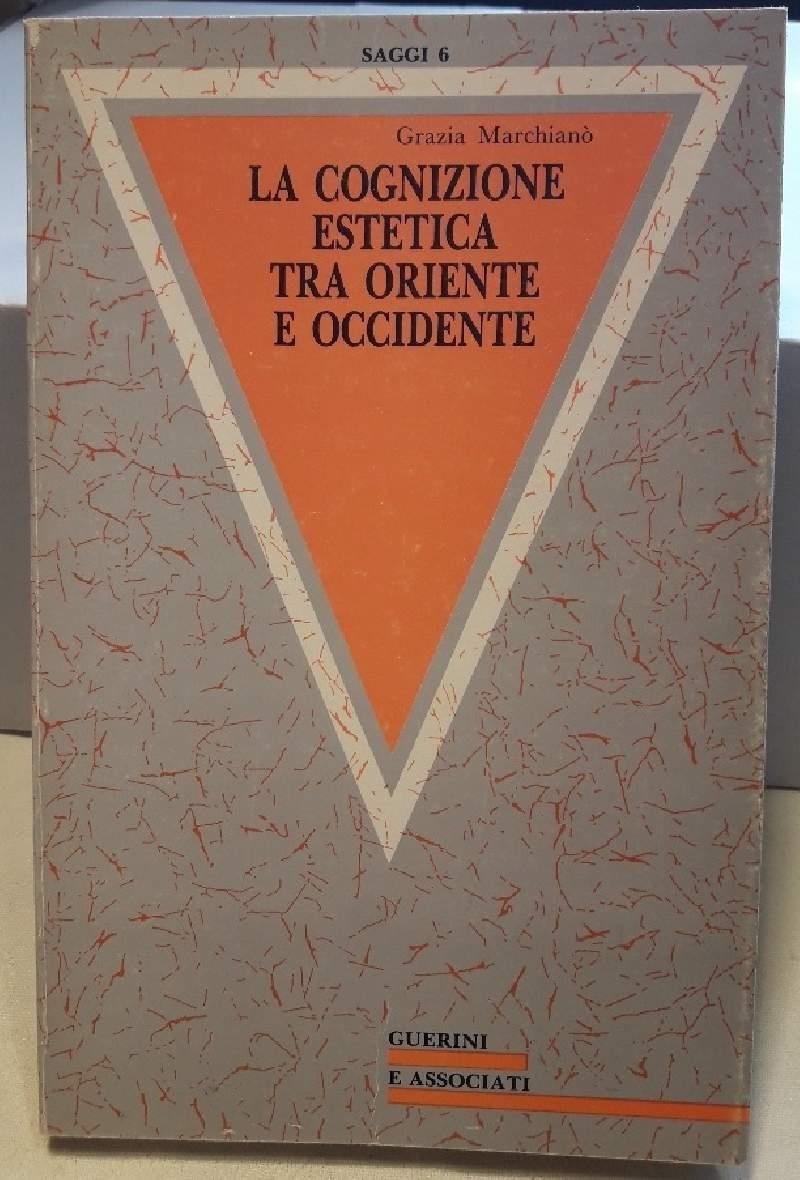 SAGGI 6
Grazia Marchianò
LA COGNIZIONE
ESTETICA
TRA ORIENTE
E OCCIDENTE
GUERINI
E ASSOCIATI